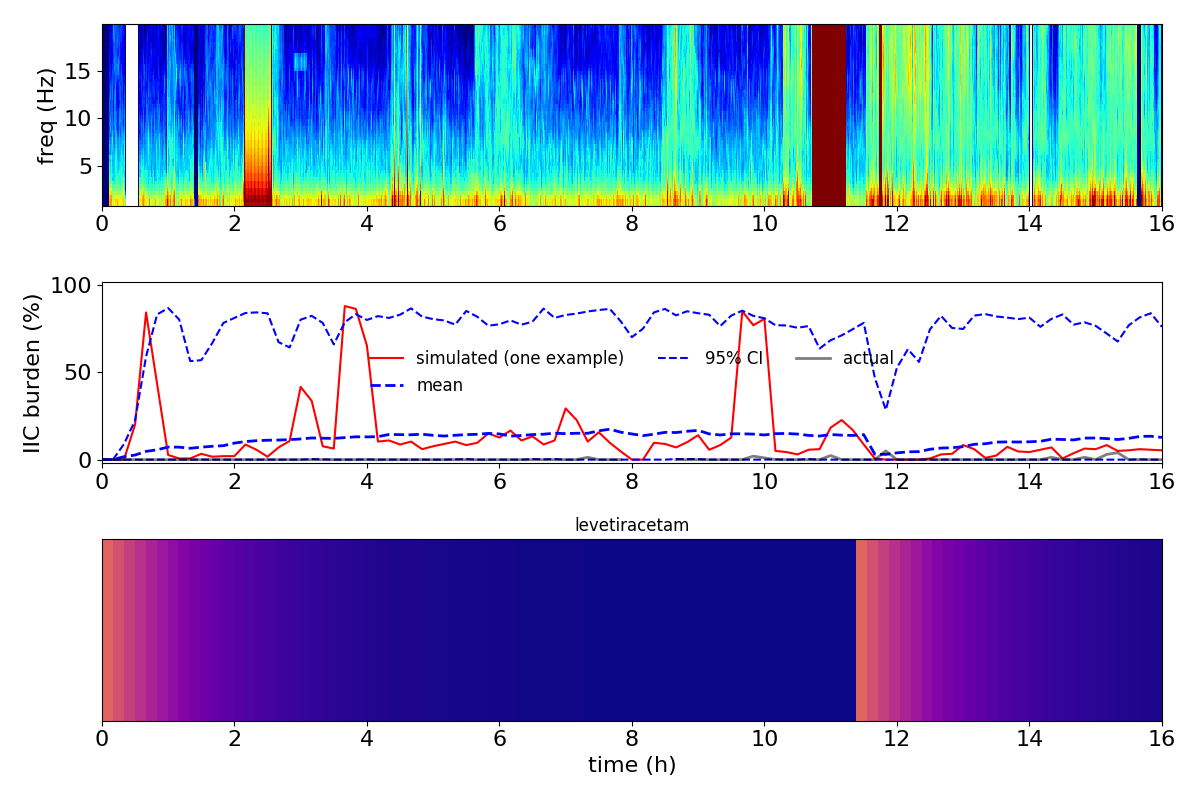 freq (Hz)
15
10
5
0 2 4 6 8 10 12 14 16
IIC burden (%)
100
50
0
simulated (one example) 95% CI actual
mean
0 2 4 6 8 10 12 14 16
levetiracetam
0 2 4 6 8 10 12 14 16
time (h)